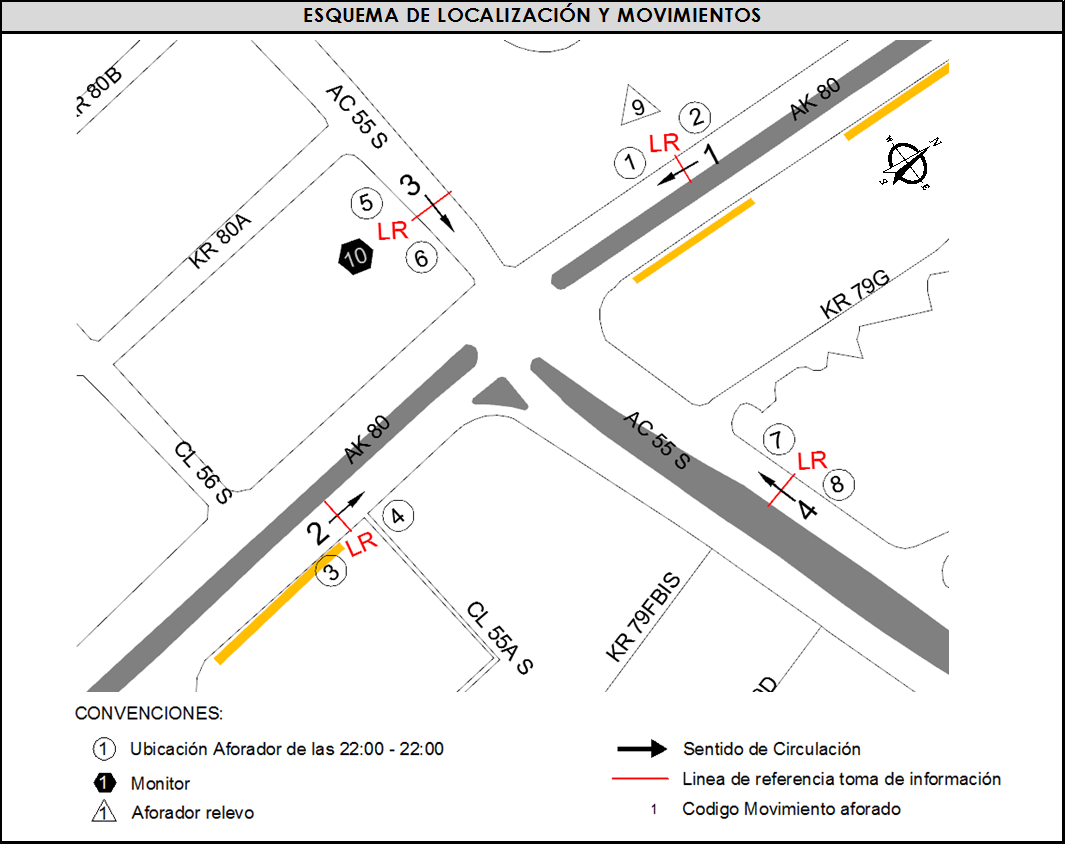 ESQUEMA DE LOCALIZACIÓN Y MOVIMIENTOS
KR 80B
AC 55 S
AK 80
9
2
LR
1
1
N
E
3
5
LR
6
10
KR 80A
KR 79G
AK 80
AC 55 S
7
LR
8
4
CL 56 S
2
LR
4
3
CL 55A S
KR 79FBIS
CONVENCIONES:
1 Ubicación Aforador de las 22:00 - 22:00
1 Monitor
1 Aforador relevo
Sentido de Circulación
Linea de referencia toma de información
1 Codigo Movimiento aforado